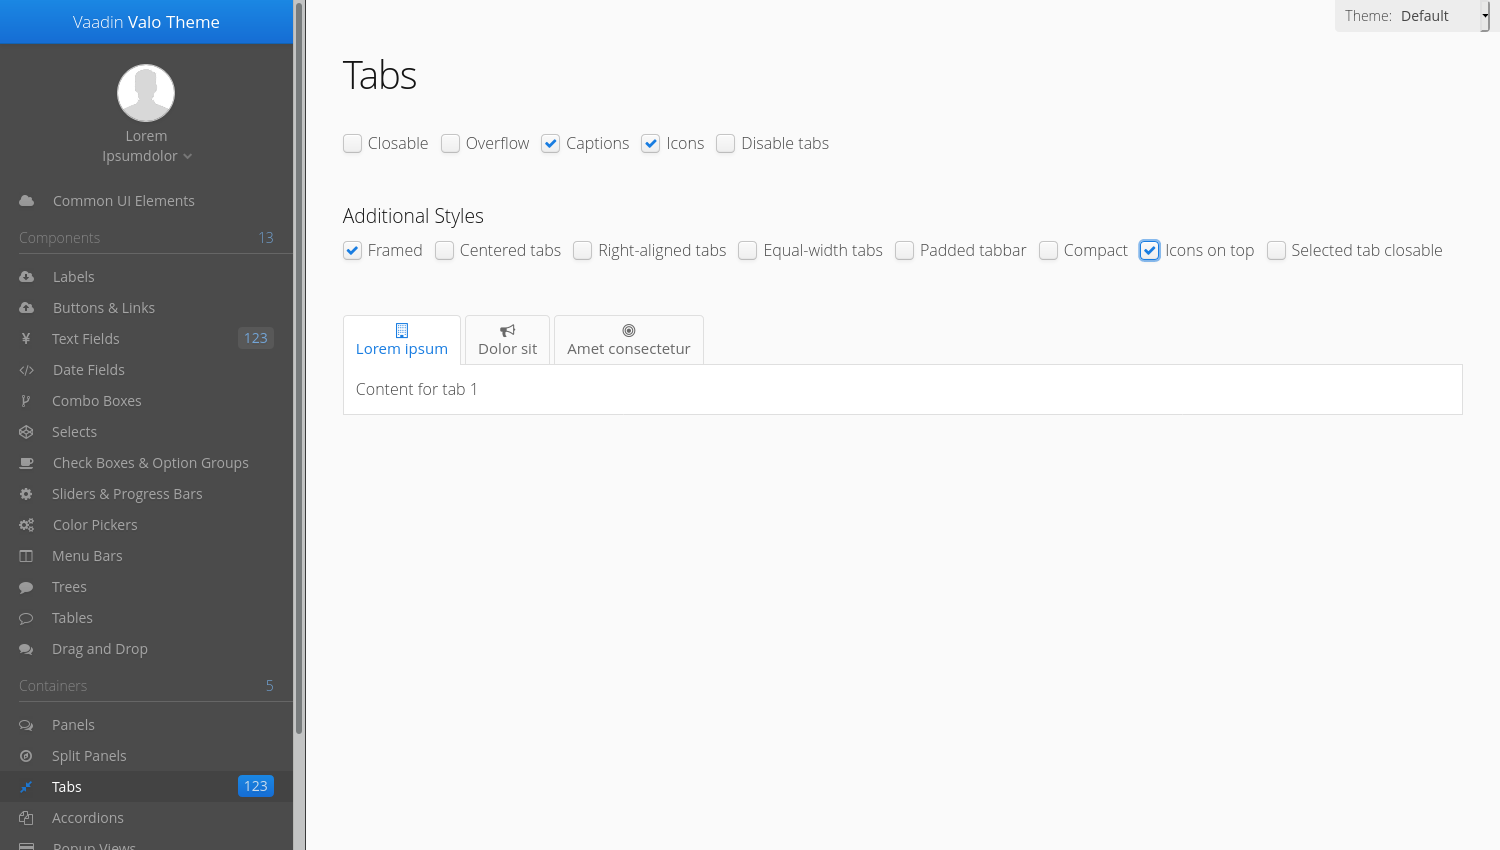 Vaadin Valo Theme
Lorem
Ipsumdolor
Common UI Elements
Components 13
Labels
Buttons & Links
Text Fields 123
Date Fields
Combo Boxes
Selects
Check Boxes & Option Groups
Sliders & Progress Bars
Color Pickers
Menu Bars
Trees
Tables
Drag and Drop
Containers 5
Panels
Split Panels
Tabs 123
Accordions
Popup Views
Theme: Default
Tabs
Closable Overflow Captions Icons Disable tabs
Additional Styles
Framed Centered tabs Right-aligned tabs Equal-width tabs Padded tabbar Compact Icons on top Selected tab closable
Lorem ipsum Dolor sit Amet consectetur
Content for tab 1